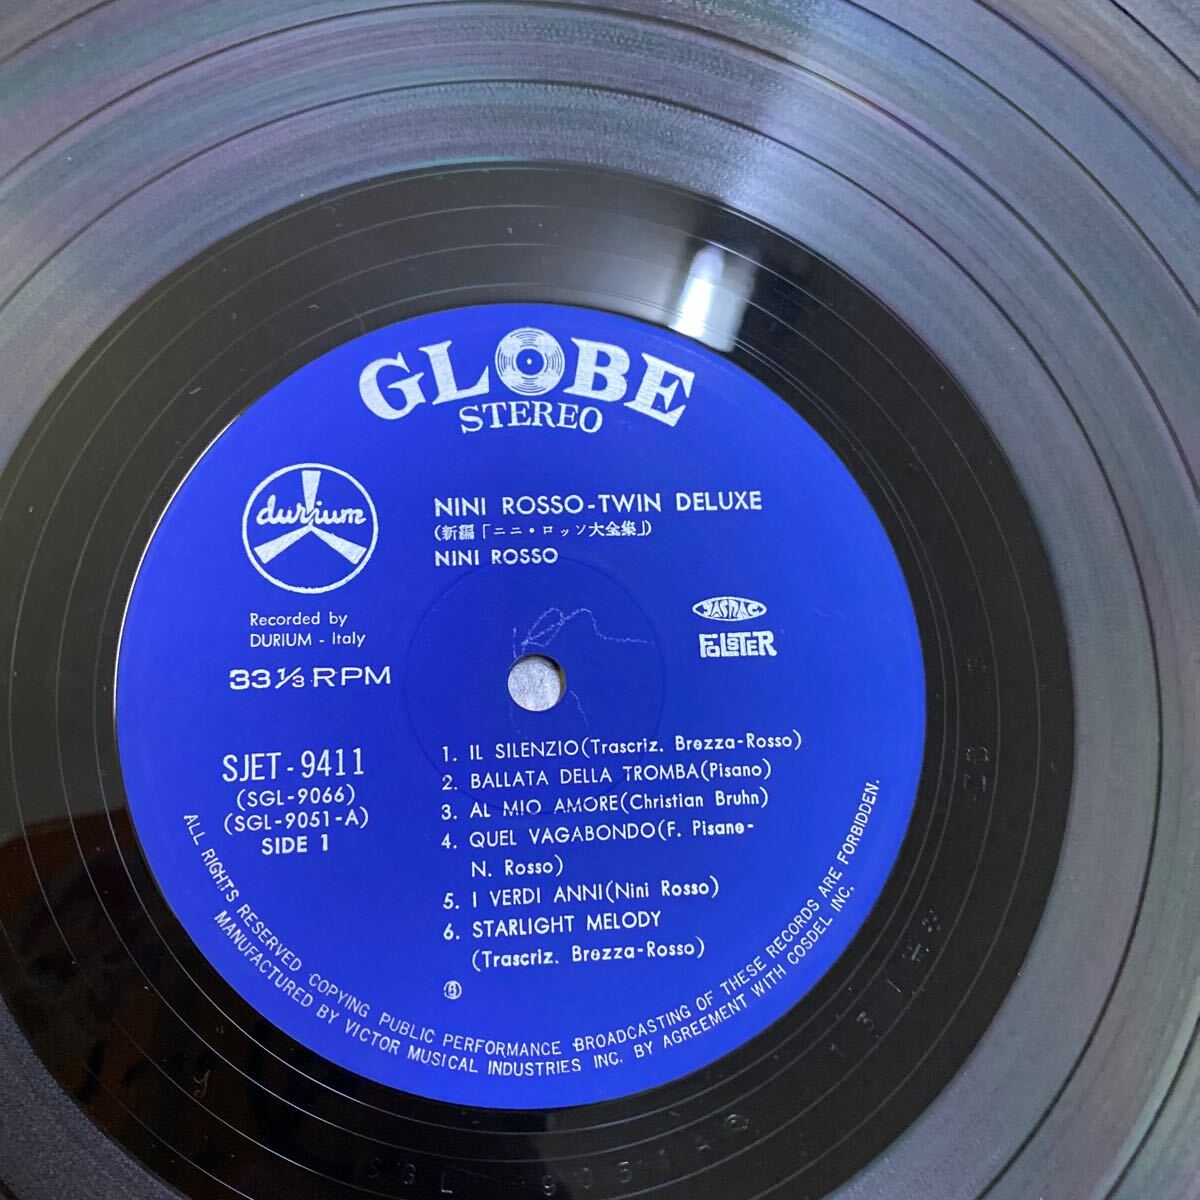 GLOBE
STEREO
durium
NINI ROSSO-TWIN DELUXE
(新編「ニニ・ロッソ大全集」)
NINI ROSSO
Recorded by
DURIUM - Italy
JASRAC
FOLSTER
33 1/3 RPM
SJET-9411
(SGL-9066)
(SGL-9051-A)
SIDE 1
1. IL SILENZIO(Trascriz. Brezza-Rosso)
2. BALLATA DELLA TROMBA(Pisano)
3. AL MIO AMORE(Christian Bruhn)
4. QUEL VAGABONDO(F. Pisano-
N. Rosso)
5. I VERDI ANNI(Nini Rosso)
6. STARLIGHT MELODY
(Trascriz. Brezza-Rosso)
ALL RIGHTS RESERVED COPYING PUBLIC PERFORMANCE BROADCASTING OF THESE RECORDS ARE FORBIDDEN.
MANUFACTURED BY VICTOR MUSICAL INDUSTRIES INC. BY AGREEMENT WITH COSDEL INC.
SGL 9051A